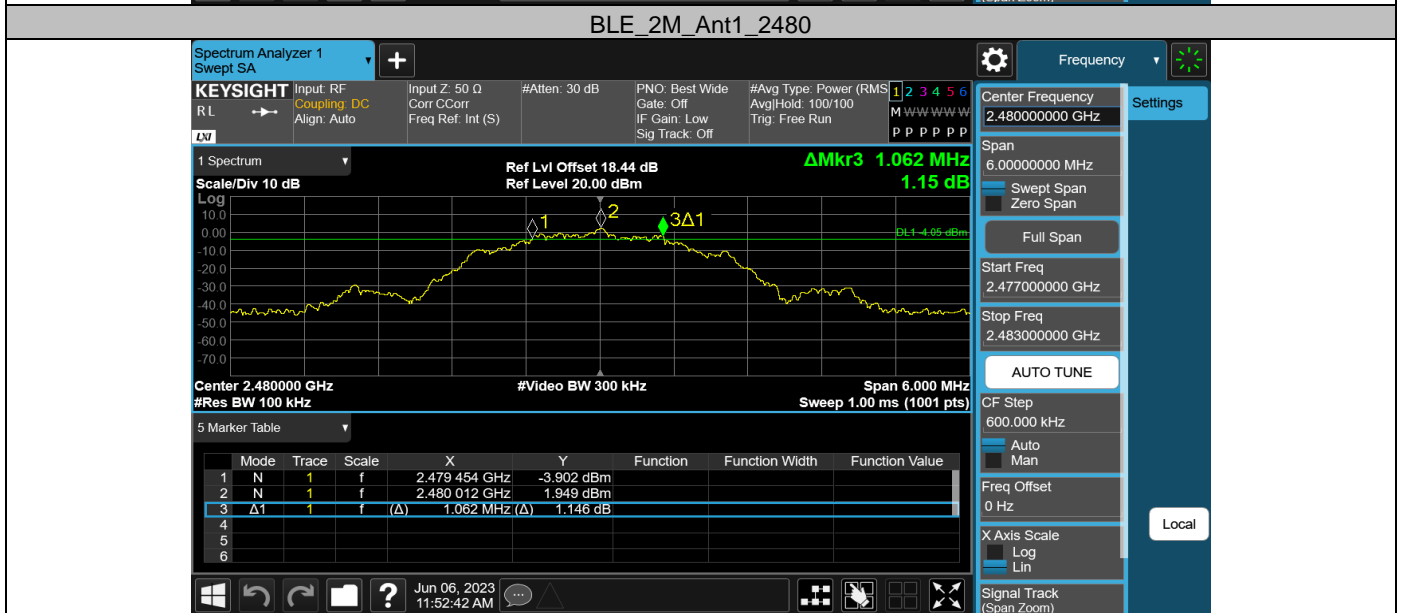 (Span Zoom)
BLE_2M_Ant1_2480
Spectrum Analyzer 1
Swept SA
+
Frequency
KEYSIGHT Input: RF Input Z: 50 Ω #Atten: 30 dB PNO: Best Wide #Avg Type: Power (RMS 1 2 3 4 5 6
RL Coupling: DC Corr CCorr Gate: Off Avg|Hold: 100/100 M W W W W W
Align: Auto Freq Ref: Int (S) IF Gain: Low Trig: Free Run
LXI Sig Track: Off P P P P P P
1 Spectrum
Ref Lvl Offset 18.44 dB
ΔMkr3 1.062 MHz
Scale/Div 10 dB Ref Level 20.00 dBm 1.15 dB
Log
10.0
0.00
-10.0
-20.0
-30.0
-40.0
-50.0
-60.0
-70.0
1
2
3Δ1
DL1 -4.05 dBm
Center 2.480000 GHz #Video BW 300 kHz Span 6.000 MHz
#Res BW 100 kHz Sweep 1.00 ms (1001 pts)
5 Marker Table
Mode Trace Scale X Y Function Function Width Function Value
1 N 1 f 2.479 454 GHz -3.902 dBm
2 N 1 f 2.480 012 GHz 1.949 dBm
3 Δ1 1 f (Δ) 1.062 MHz (Δ) 1.146 dB
4
5
6
?
Jun 06, 2023
11:52:42 AM
Center Frequency
2.480000000 GHz
Settings
Span
6.00000000 MHz
Swept Span
Zero Span
Full Span
Start Freq
2.477000000 GHz
Stop Freq
2.483000000 GHz
AUTO TUNE
CF Step
600.000 kHz
Auto
Man
Freq Offset
0 Hz
Local
X Axis Scale
Log
Lin
Signal Track
(Span Zoom)